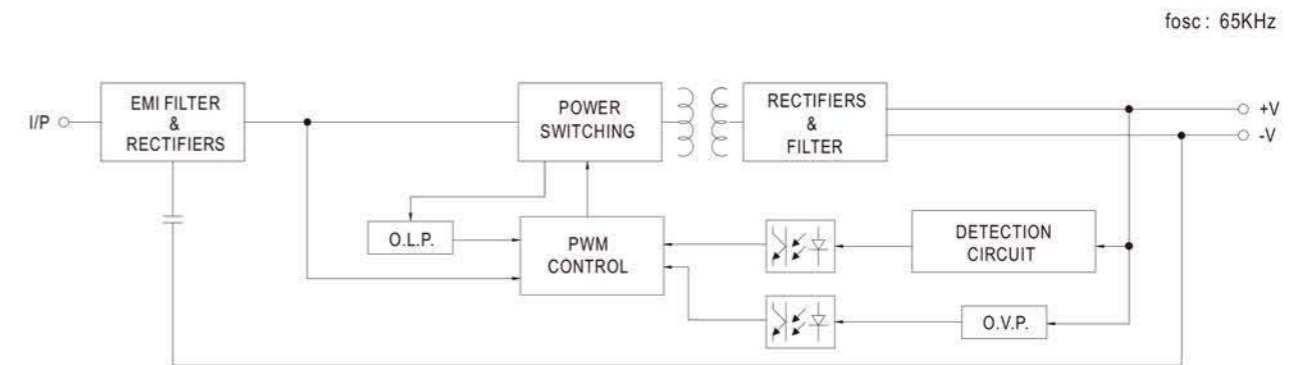 fosc : 65KHz
I/P
EMI FILTER
&
RECTIFIERS
POWER
SWITCHING
RECTIFIERS
&
FILTER
+V
-V
O.L.P.
PWM
CONTROL
DETECTION
CIRCUIT
O.V.P.